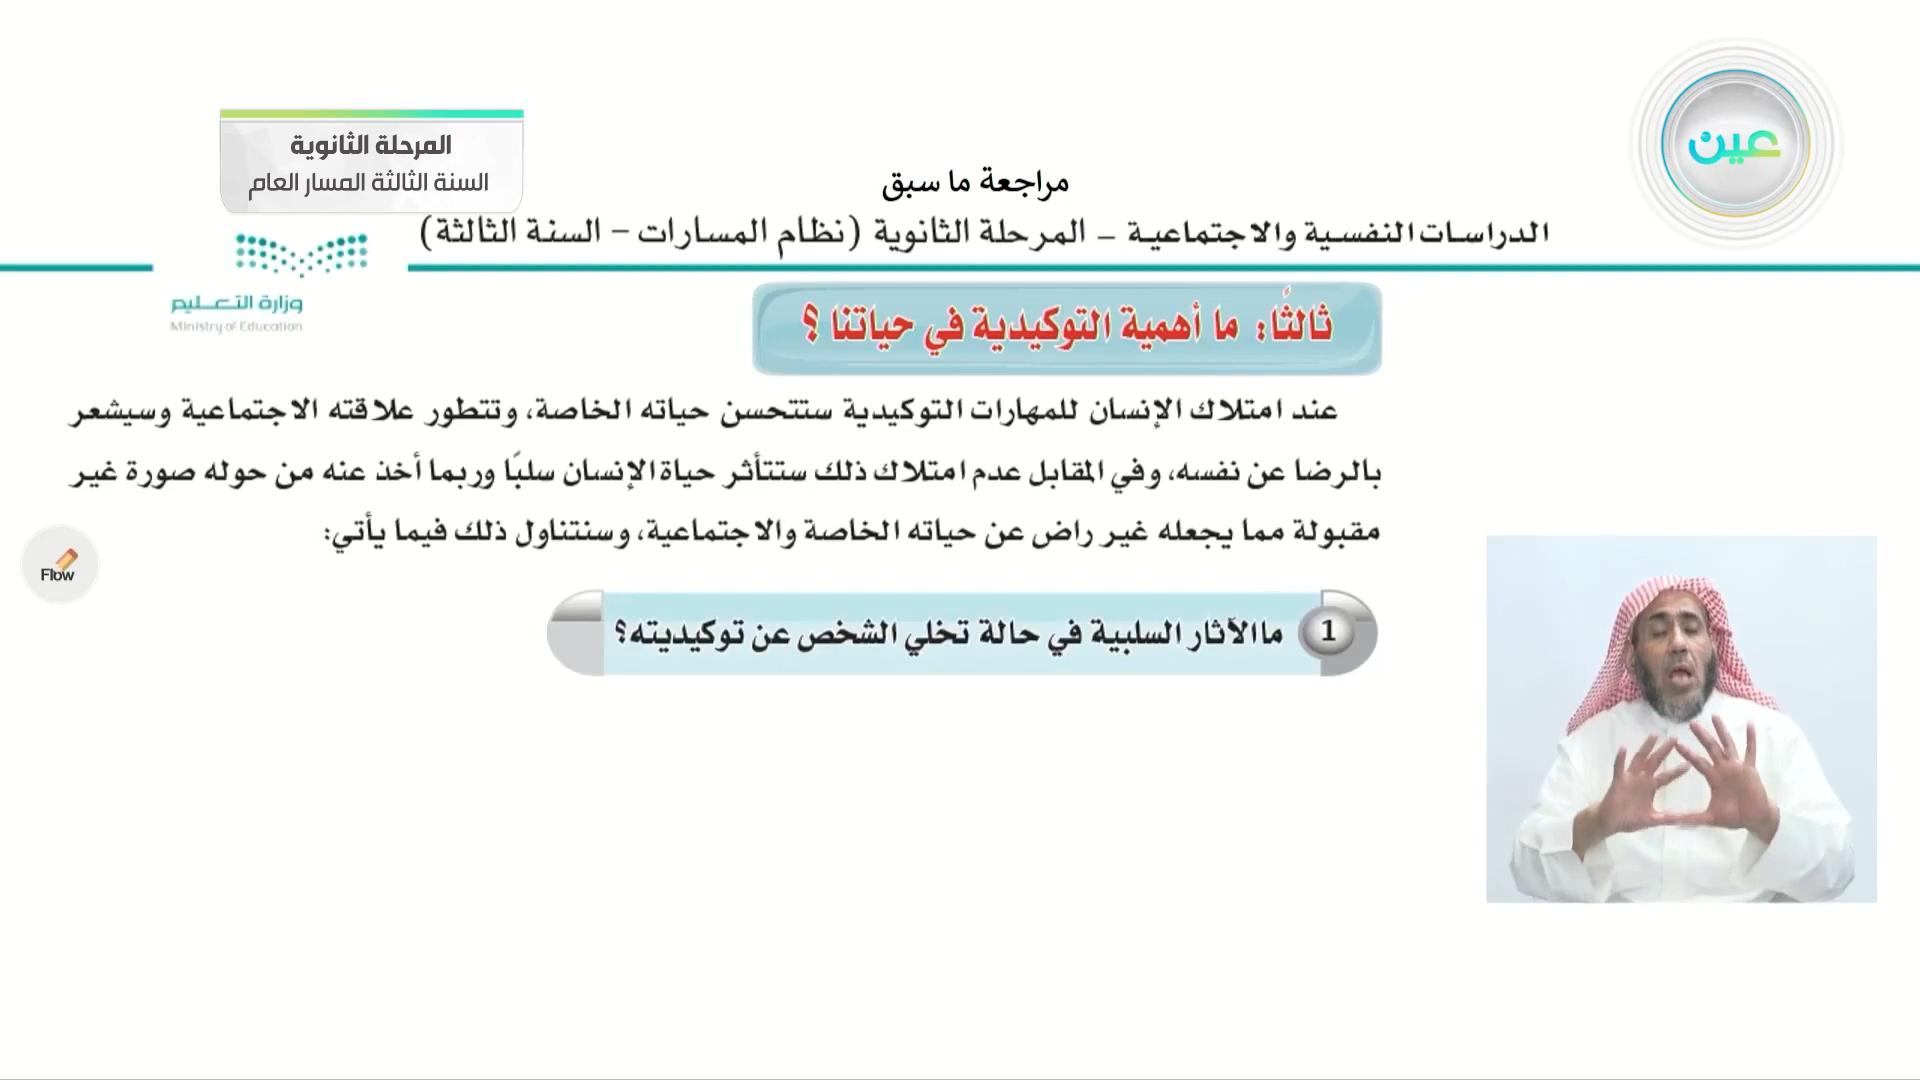 عين
المرحلة الثانوية
السنة الثالثة المسار العام
مراجعة ما سبق
الدراسات النفسية والاجتماعية – المرحلة الثانوية (نظام المسارات – السنة الثالثة)
وزارة التعليم
Ministry of Education
ثالثًا: ما أهمية التوكيدية في حياتنا ؟
عند امتلاك الإنسان للمهارات التوكيدية ستتحسن حياته الخاصة، وتتطور علاقته الاجتماعية وسيشعر
بالرضا عن نفسه، وفي المقابل عدم امتلاك ذلك ستتأثر حياة الإنسان سلبًا وربما أخذ عنه من حوله صورة غير
مقبولة مما يجعله غير راض عن حياته الخاصة والاجتماعية، وسنتناول ذلك فيما يأتي:
Flow
1 ما الآثار السلبية في حالة تخلي الشخص عن توكيديته؟